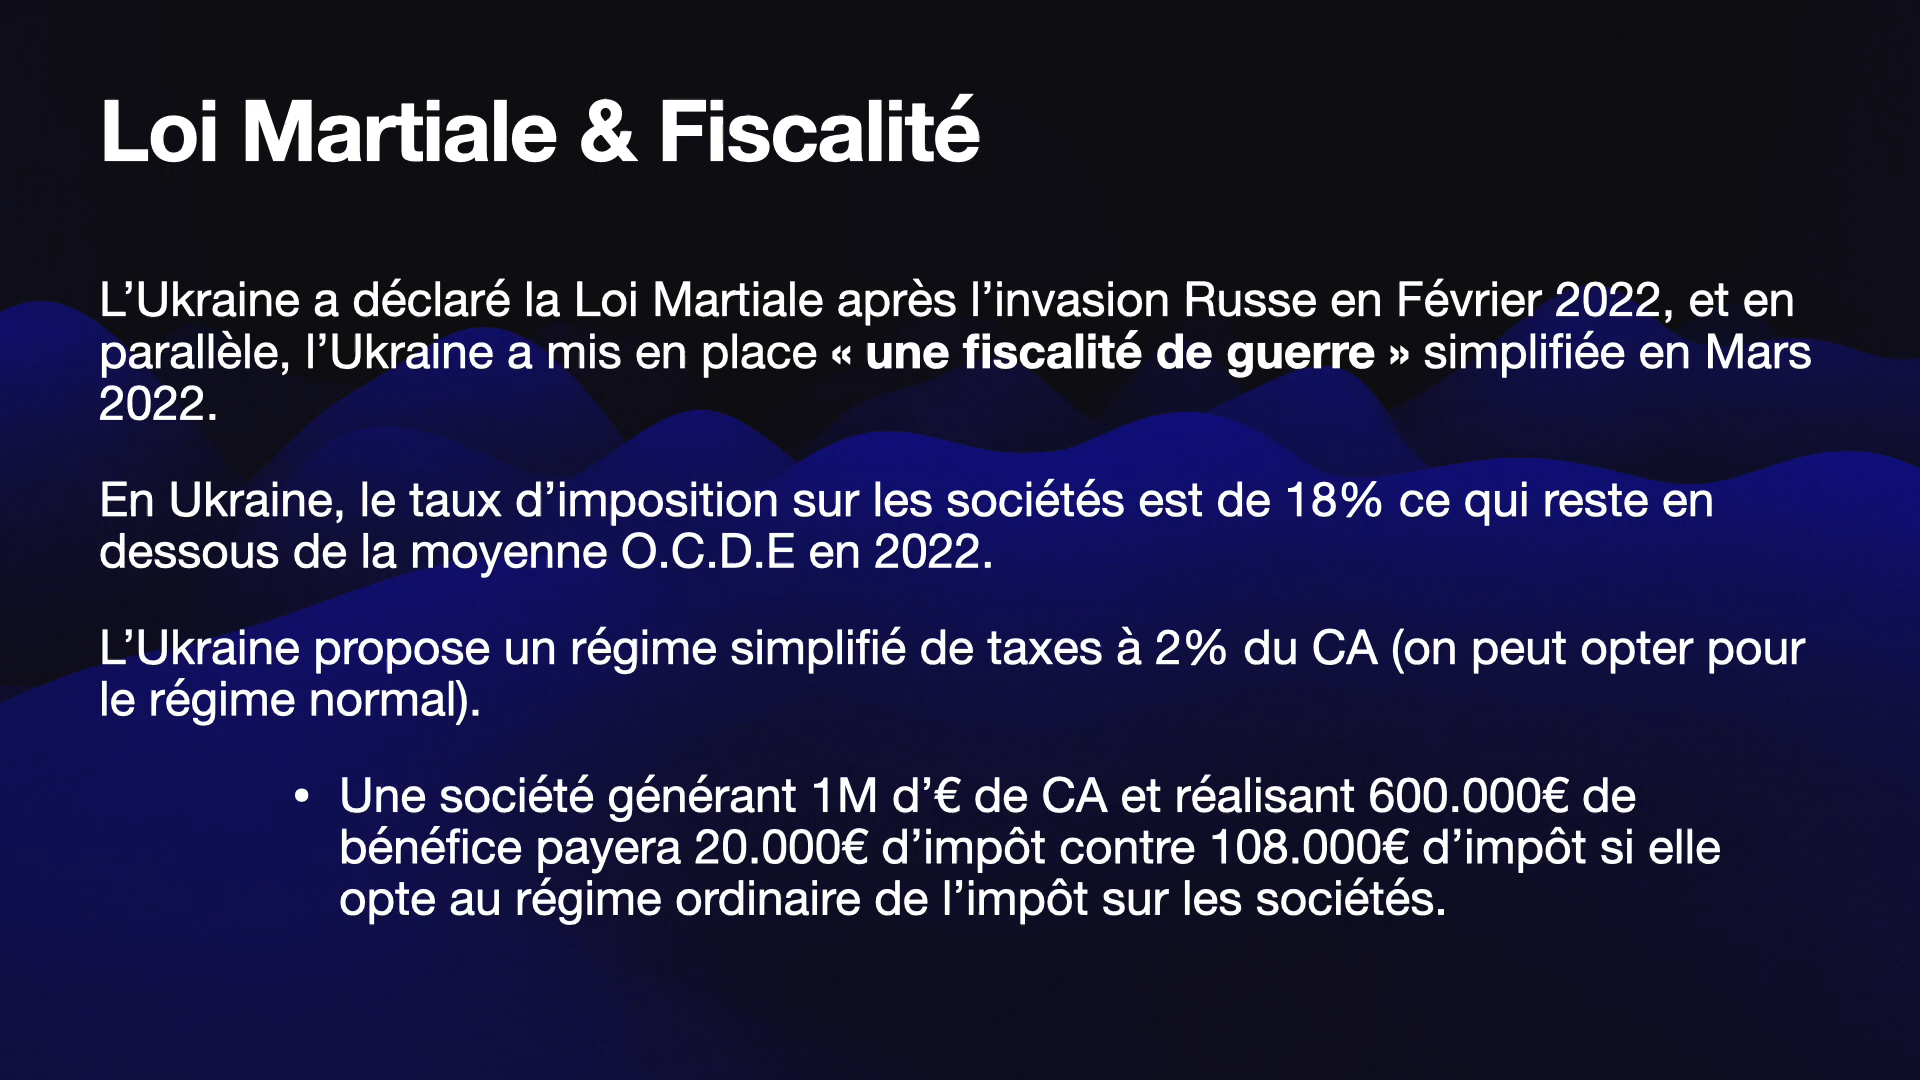 Loi Martiale & Fiscalité
L’Ukraine a déclaré la Loi Martiale après l’invasion Russe en Février 2022, et en
parallèle, l’Ukraine a mis en place « une fiscalité de guerre » simplifiée en Mars
2022.
En Ukraine, le taux d’imposition sur les sociétés est de 18% ce qui reste en
dessous de la moyenne O.C.D.E en 2022.
L’Ukraine propose un régime simplifié de taxes à 2% du CA (on peut opter pour
le régime normal).
• Une société générant 1M d’€ de CA et réalisant 600.000€ de
bénéfice payera 20.000€ d’impôt contre 108.000€ d’impôt si elle
opte au régime ordinaire de l’impôt sur les sociétés.